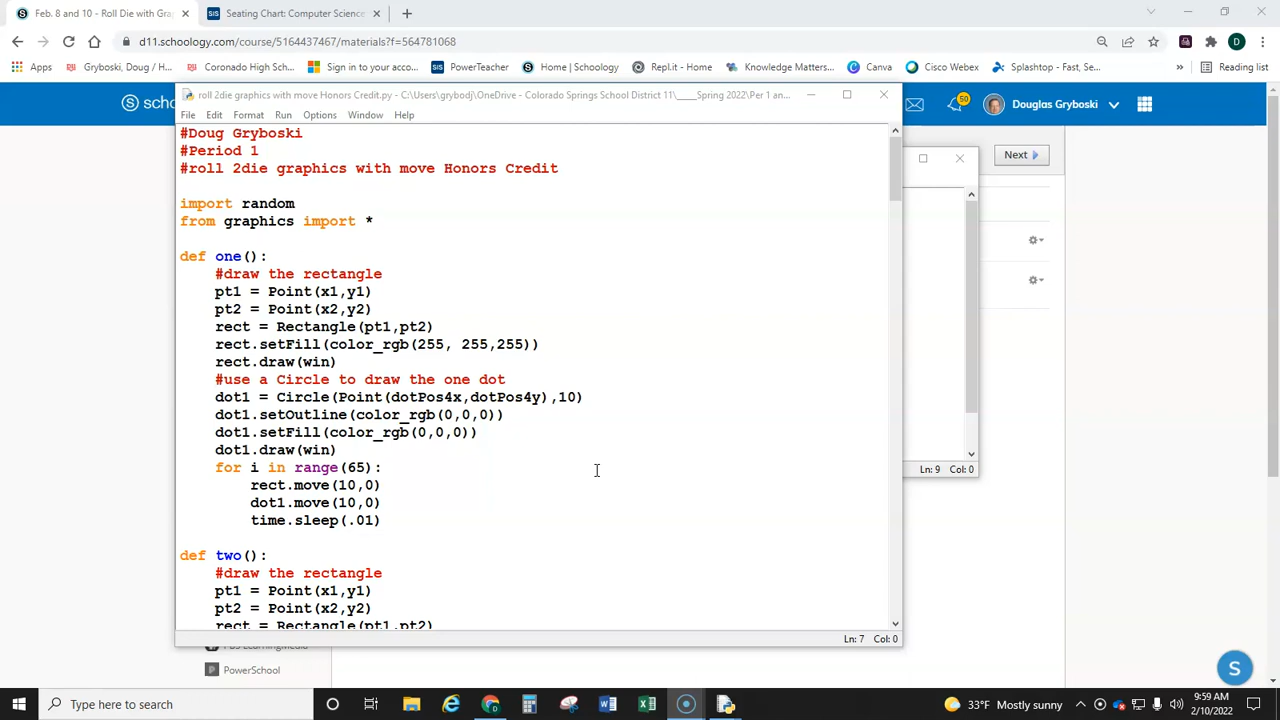 Feb. 8 and 10 - Roll Die with Gra
Seating Chart: Computer Science
d11.schoology.com/course/5164437467/materials?f=564781068
D
Apps
Gryboski, Doug / H...
Coronado High Sc...
Sign in to your acco...
SIS PowerTeacher
Home | Schoology
Repl.it - Home
Knowledge Matters...
Canva
Cisco Webex
Splashtop - Fast, Se...
»
Reading list
S scho
50
Douglas Gryboski
roll 2die graphics with move Honors Credit.py - C:\Users\grybodj\OneDrive - Colorado Springs School District 11\____Spring 2022\Per 1 an...
File Edit Format Run Options Window Help
Next
#Doug Gryboski
#Period 1
#roll 2die graphics with move Honors Credit
import random
from graphics import *
def one():
    #draw the rectangle
    pt1 = Point(x1,y1)
    pt2 = Point(x2,y2)
    rect = Rectangle(pt1,pt2)
    rect.setFill(color_rgb(255, 255,255))
    rect.draw(win)
    #use a Circle to draw the one dot
    dot1 = Circle(Point(dotPos4x,dotPos4y),10)
    dot1.setOutline(color_rgb(0,0,0))
    dot1.setFill(color_rgb(0,0,0))
    dot1.draw(win)
    for i in range(65):
        rect.move(10,0)
        dot1.move(10,0)
        time.sleep(.01)
def two():
    #draw the rectangle
    pt1 = Point(x1,y1)
    pt2 = Point(x2,y2)
    rect = Rectangle(pt1,pt2)
Ln: 9 Col: 0
Ln: 7 Col: 0
PBS LearningMedia
PowerSchool
S
Type here to search
33°F Mostly sunny
9:59 AM
2/10/2022